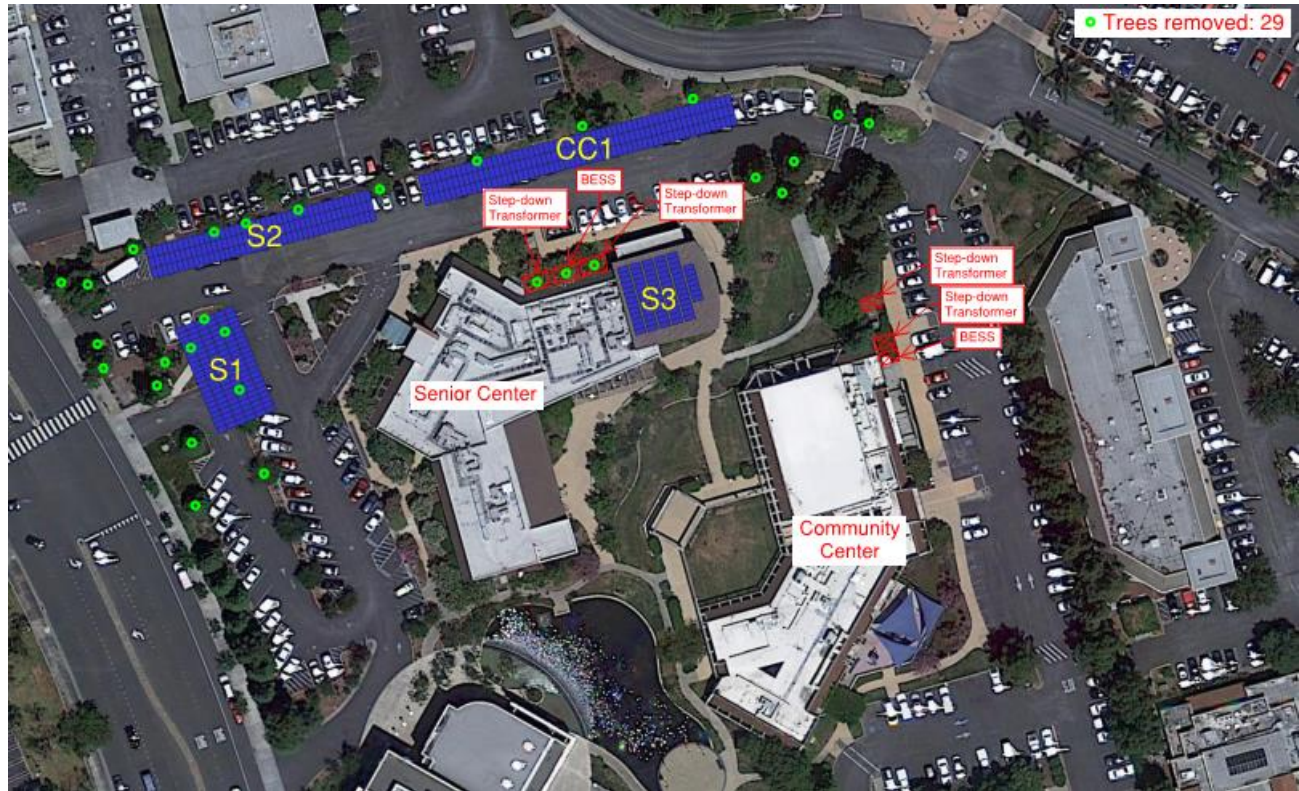 Trees removed: 29
CC1
BESS
Step-down
Transformer
Step-down
Transformer
S2
Step-down
Transformer
S3
Step-down
Transformer
BESS
S1
Senior Center
Community
Center